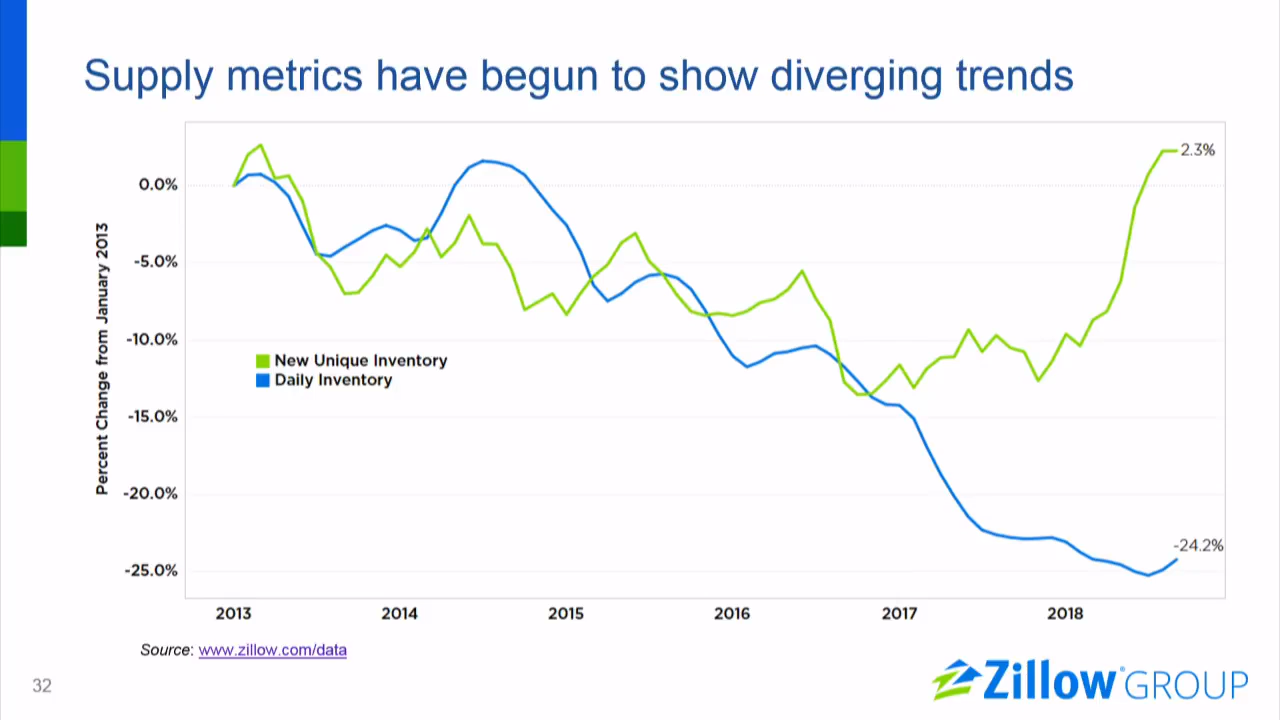 Supply metrics have begun to show diverging trends
Percent Change from January 2013
0.0%
-5.0%
-10.0%
-15.0%
-20.0%
-25.0%
2.3%
New Unique Inventory
Daily Inventory
-24.2%
2013 2014 2015 2016 2017 2018
Source: www.zillow.com/data
32
Zillow® GROUP